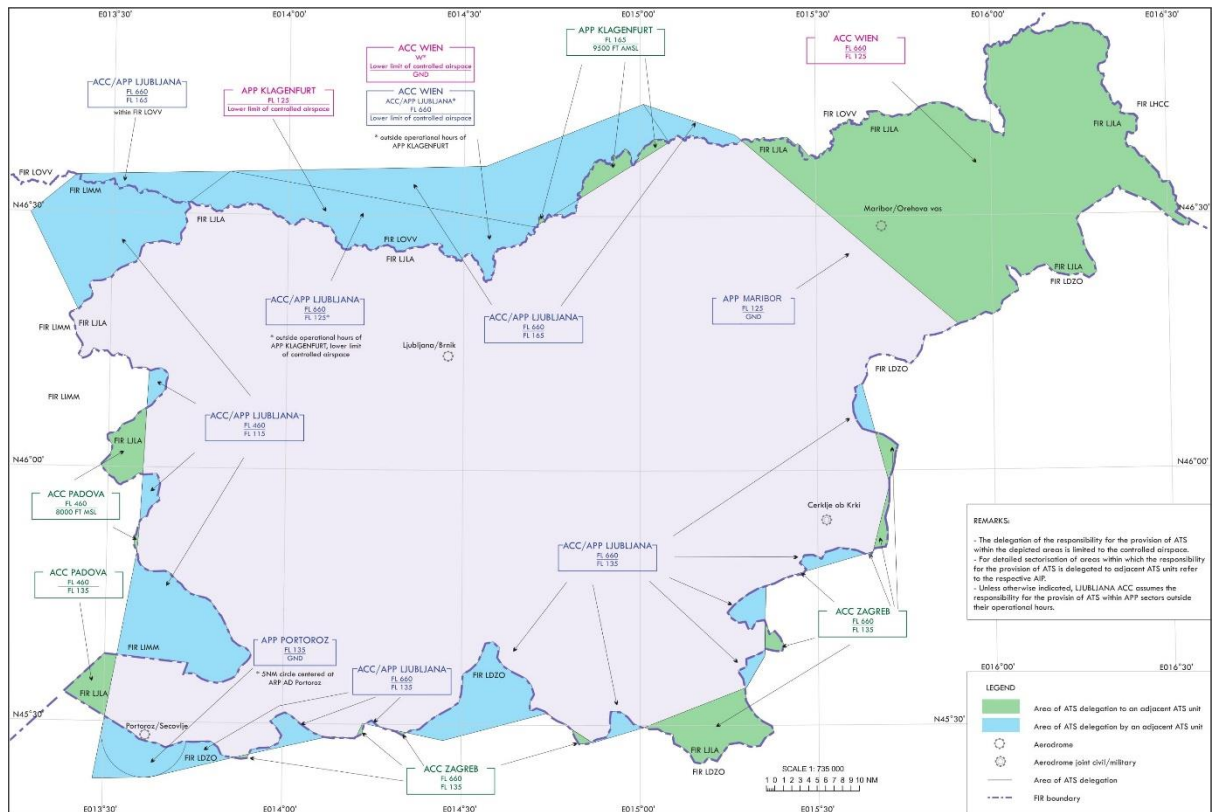 E013°30'
E014°00'
E014°30'
E015°00'
E015°30'
E016°00'
E016°30'
ACC/APP LJUBLJANA
FL 660
FL 165
within FIR LOVV
APP KLAGENFURT
FL 125
Lower limit of controlled airspace
ACC WIEN
W*
Lower limit of controlled airspace
GND
ACC WIEN
ACC/APP LJUBLJANA*
FL 660
Lower limit of controlled airspace
* outside operational hours of
APP KLAGENFURT
APP KLAGENFURT
FL 165
9500 FT AMSL
ACC WIEN
FL 660
FL 125
FIR LHCC
FIR LJLA
FIR LOVV
FIR LJLA
FIR LJLA
FIR LOVV
FIR LIMM
FIR LJLA
FIR LOVV
FIR LJLA
N46°30'
N46°30'
Maribor/Orehova vas
FIR LJLA
FIR LDZO
ACC/APP LJUBLJANA
FL 660
FL 125*
* outside operational hours of
APP KLAGENFURT, lower limit
of controlled airspace
ACC/APP LJUBLJANA
FL 660
FL 165
APP MARIBOR
FL 125
GND
FIR LIMM
FIR LJLA
Ljubljana/Brnik
FIR LDZO
FIR LIMM
ACC/APP LJUBLJANA
FL 460
FL 115
FIR LJLA
N46°00'
N46°00'
ACC PADOVA
FL 460
8000 FT MSL
Cerklje ob Krki
ACC/APP LJUBLJANA
FL 660
FL 135
ACC PADOVA
FL 460
FL 135
ACC ZAGREB
FL 660
FL 135
REMARKS:
- The delegation of the responsibility for the provision of ATS
within the depicted areas is limited to the controlled airspace.
- For detailed sectorisation of areas within which the responsibility
for the provision of ATS is delegated to adjacent ATS units refer
to the respective AIP.
- Unless otherwise indicated, LJUBLJANA ACC assumes the
responsibility for the provisin of ATS within APP sectors outside
their operational hours.
FIR LIMM
APP PORTOROZ
FL 135
GND
* 5NM circle centered at
ARP AD Portoroz
ACC/APP LJUBLJANA
FL 660
FL 135
FIR LDZO
FIR LJLA
E016°00'
E016°30'
N45°30'
N45°30'
Portoroz/Secovlje
FIR LDZO
ACC ZAGREB
FL 660
FL 135
FIR LJLA
FIR LDZO
SCALE 1: 735 000
1 0 1 2 3 4 5 6 7 8 9 10 NM
LEGEND
Area of ATS delegation to an adjacent ATS unit
Area of ATS delegation by an adjacent ATS unit
Aerodrome
Aerodrome joint civil/military
Area of ATS delegation
FIR boundary
E013°30'
E014°00'
E014°30'
E015°00'
E015°30'